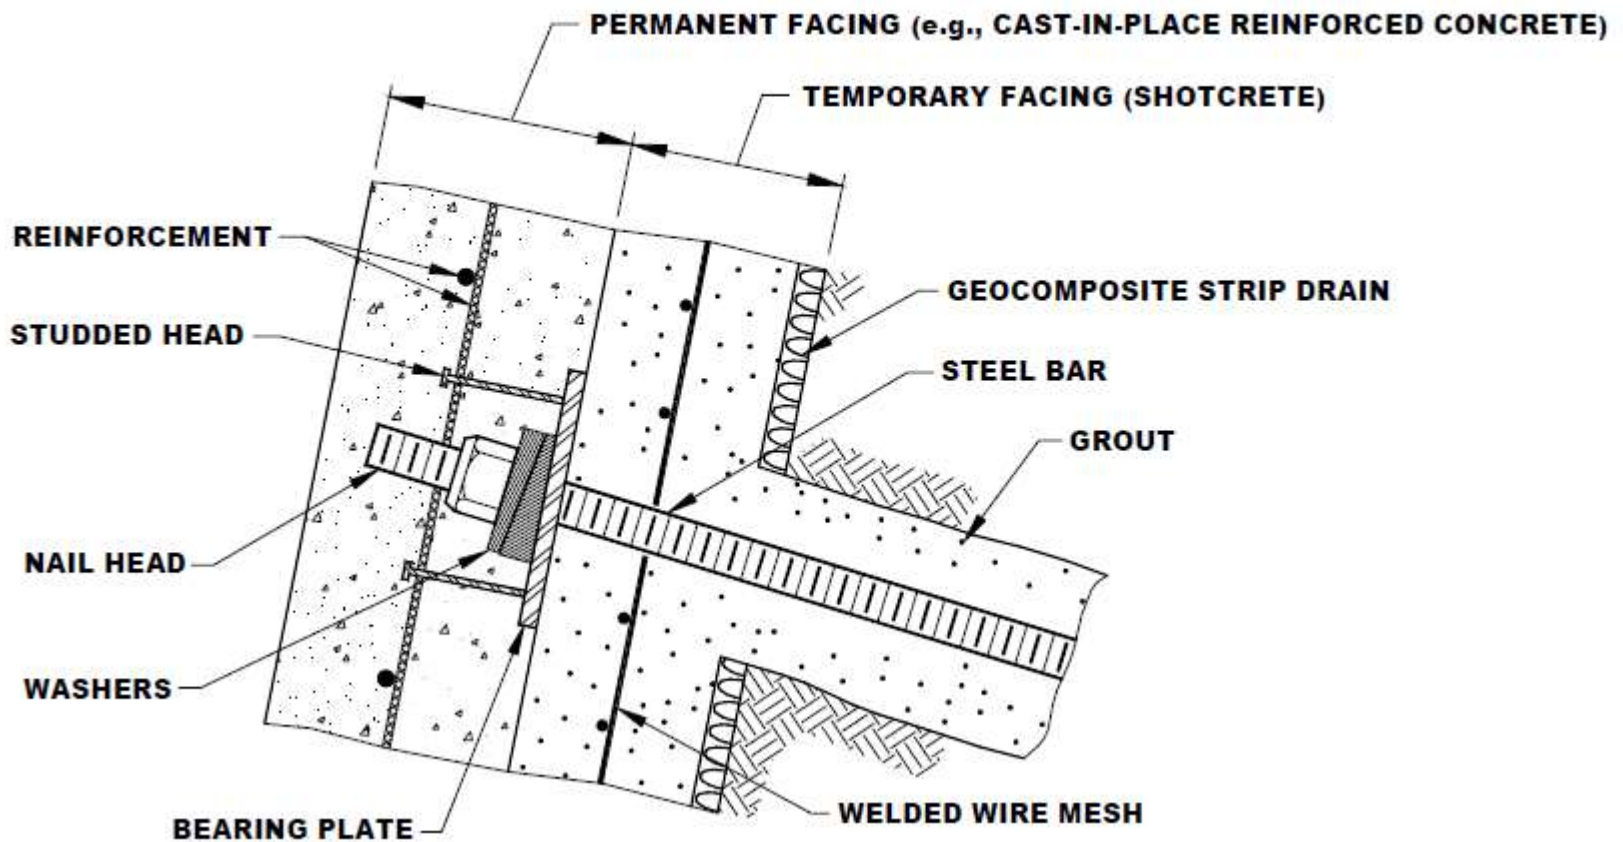 PERMANENT FACING (e.g., CAST-IN-PLACE REINFORCED CONCRETE)
TEMPORARY FACING (SHOTCRETE)
REINFORCEMENT
GEOCOMPOSITE STRIP DRAIN
STUDDED HEAD
STEEL BAR
GROUT
NAIL HEAD
WASHERS
WELDED WIRE MESH
BEARING PLATE